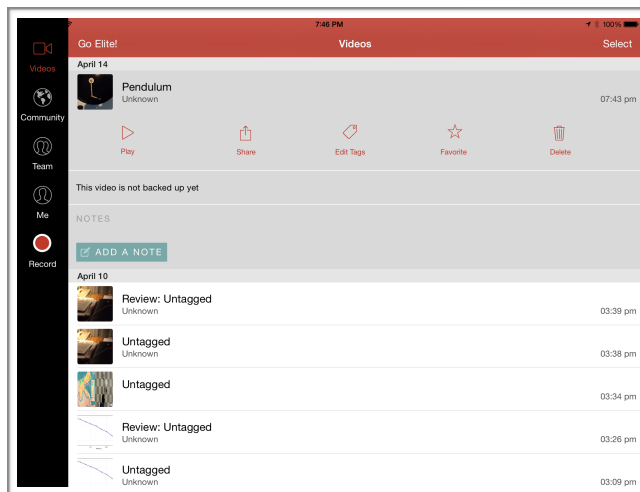 7:46 PM
100%
Go Elite!
Videos
Select
Videos
Community
Team
Me
Record
April 14
Pendulum
Unknown
07:43 pm
Play
Share
Edit Tags
Favorite
Delete
This video is not backed up yet
NOTES
ADD A NOTE
April 10
Review: Untagged
Unknown
03:39 pm
Untagged
Unknown
03:38 pm
Untagged
03:34 pm
Review: Untagged
Unknown
03:26 pm
Untagged
Unknown
03:09 pm